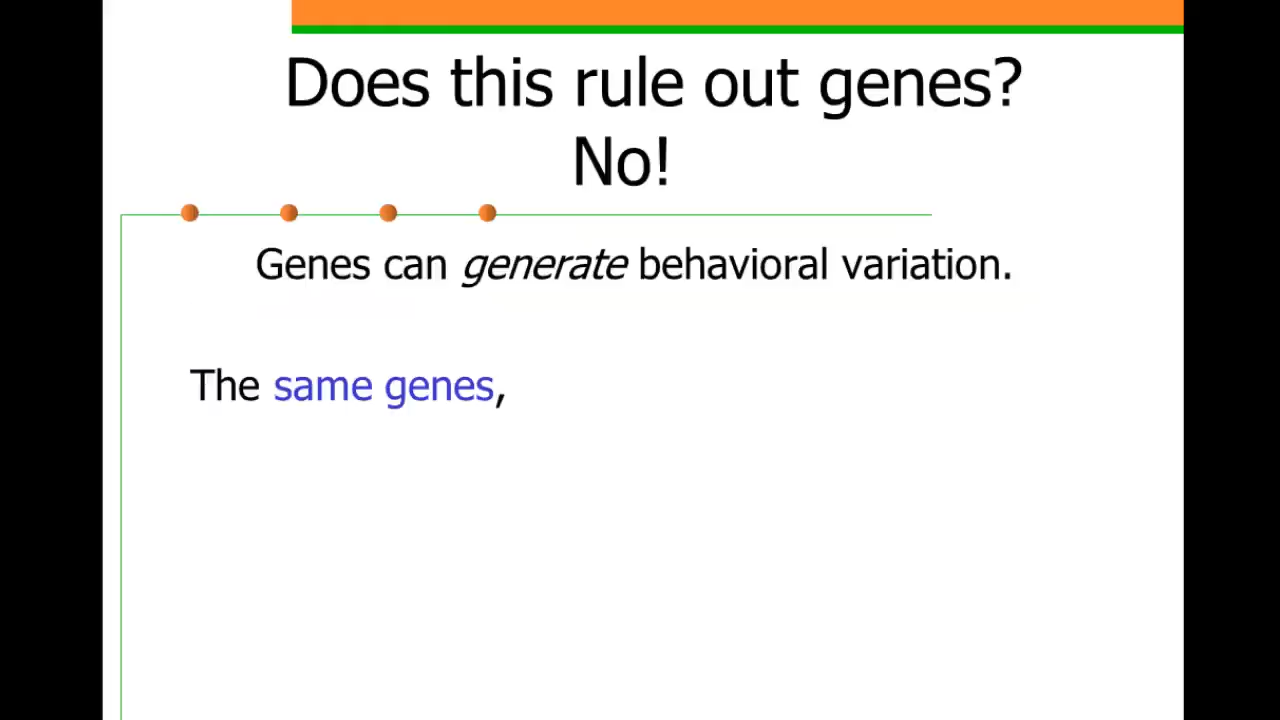 Does this rule out genes?
No!
Genes can generate behavioral variation.
The same genes,